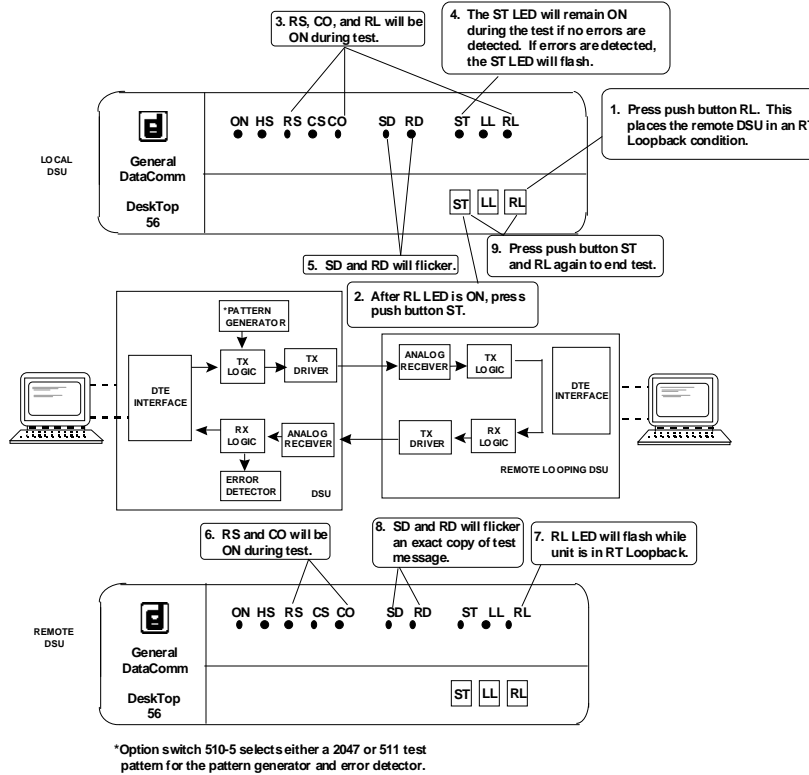 3. RS, CO, and RL will be
ON during test.
4. The ST LED will remain ON
during the test if no errors are
detected. If errors are detected,
the ST LED will flash.
1. Press push button RL. This
places the remote DSU in an RT
Loopback condition.
LOCAL
DSU
General
DataComm
DeskTop
56
ON HS RS CS CO SD RD ST LL RL
ST LL RL
5. SD and RD will flicker.
9. Press push button ST
and RL again to end test.
2. After RL LED is ON, press
push button ST.
*PATTERN
GENERATOR
DTE
INTERFACE
TX
LOGIC
TX
DRIVER
RX
LOGIC
ANALOG
RECEIVER
ERROR
DETECTOR
DSU
ANALOG
RECEIVER
TX
LOGIC
DTE
INTERFACE
TX
DRIVER
RX
LOGIC
REMOTE LOOPING DSU
6. RS and CO will be
ON during test.
8. SD and RD will flicker
an exact copy of test
message.
7. RL LED will flash while
unit is in RT Loopback.
REMOTE
DSU
General
DataComm
DeskTop
56
ON HS RS CS CO SD RD ST LL RL
ST LL RL
*Option switch 510-5 selects either a 2047 or 511 test
pattern for the pattern generator and error detector.